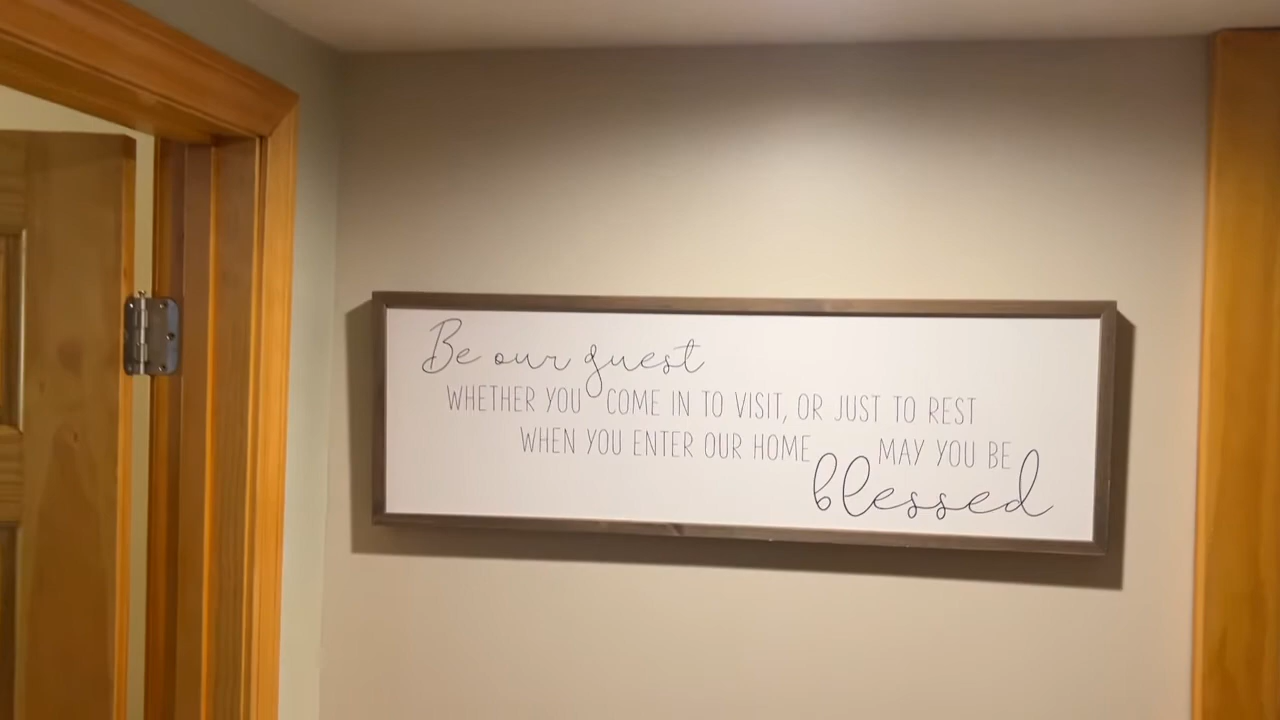 Be our guest
WHETHER YOU COME IN TO VISIT, OR JUST TO REST
WHEN YOU ENTER OUR HOME MAY YOU BE
blessed